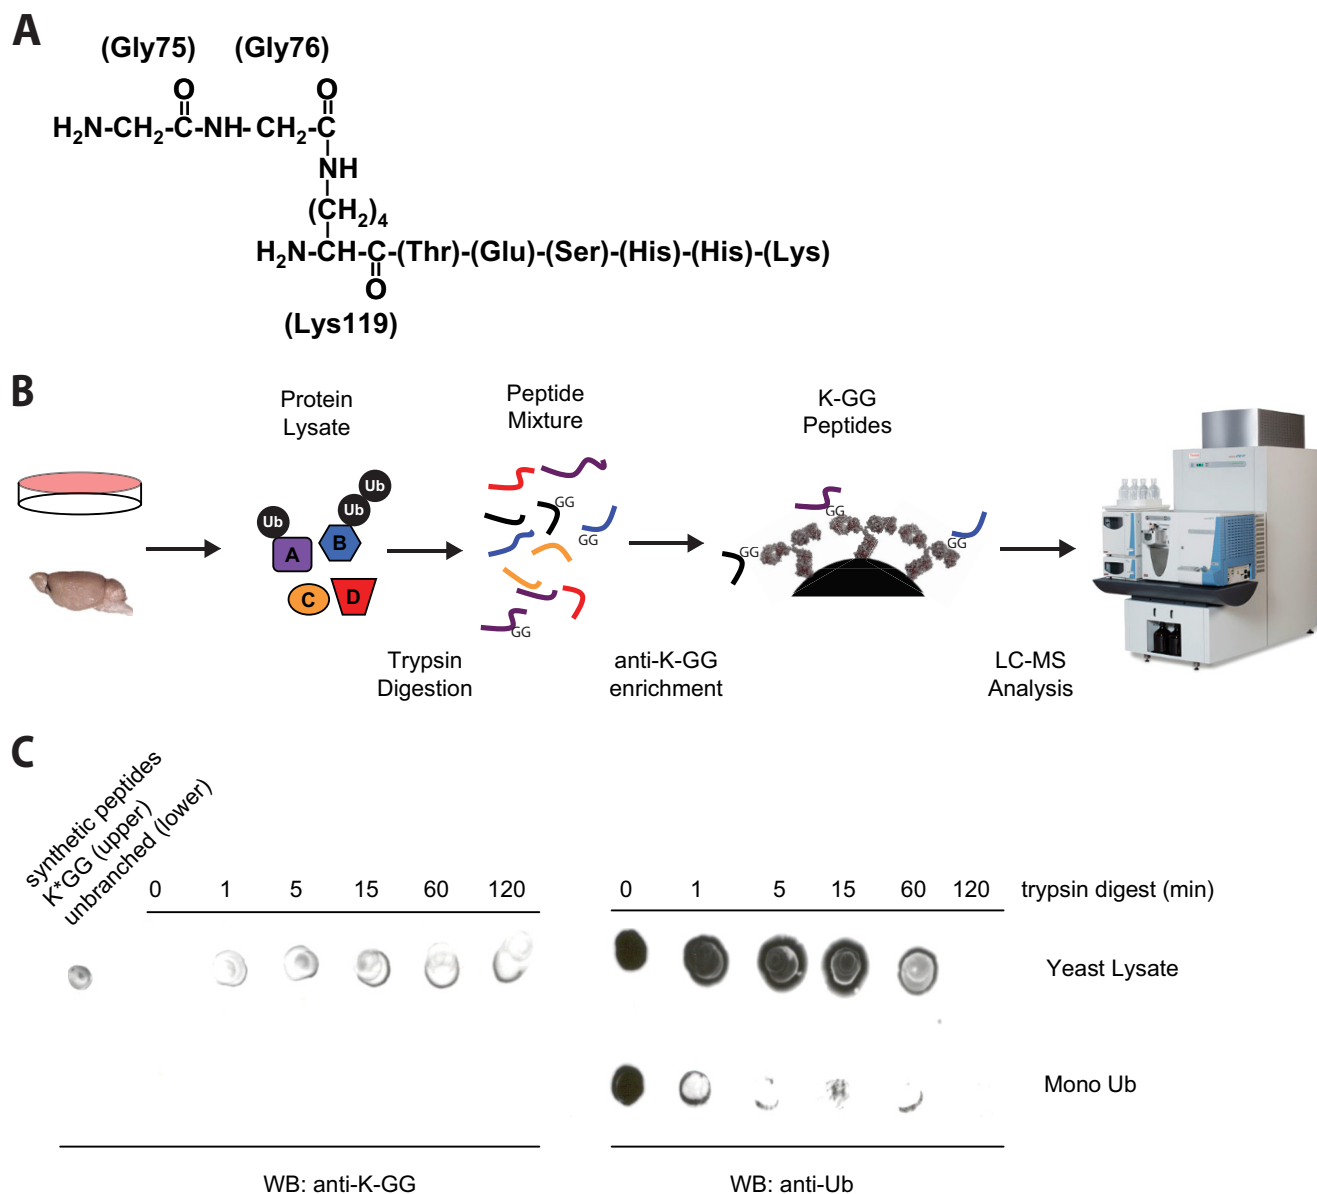 A
(Gly75) (Gly76)
O O
H2N-CH2-C-NH-CH2-C
NH
(CH2)4
H2N-CH-C-(Thr)-(Glu)-(Ser)-(His)-(His)-(Lys)
O
(Lys119)
B
Protein
Lysate
Peptide
Mixture
K-GG
Peptides
Ub
Ub
Ub
A
B
C
D
GG
GG
GG
GG
GG
GG
Trypsin
Digestion
anti-K-GG
enrichment
LC-MS
Analysis
C
synthetic peptides
K*GG (upper)
unbranched (lower)
0 1 5 15 60 120
0 1 5 15 60 120 trypsin digest (min)
Yeast Lysate
Mono Ub
WB: anti-K-GG
WB: anti-Ub